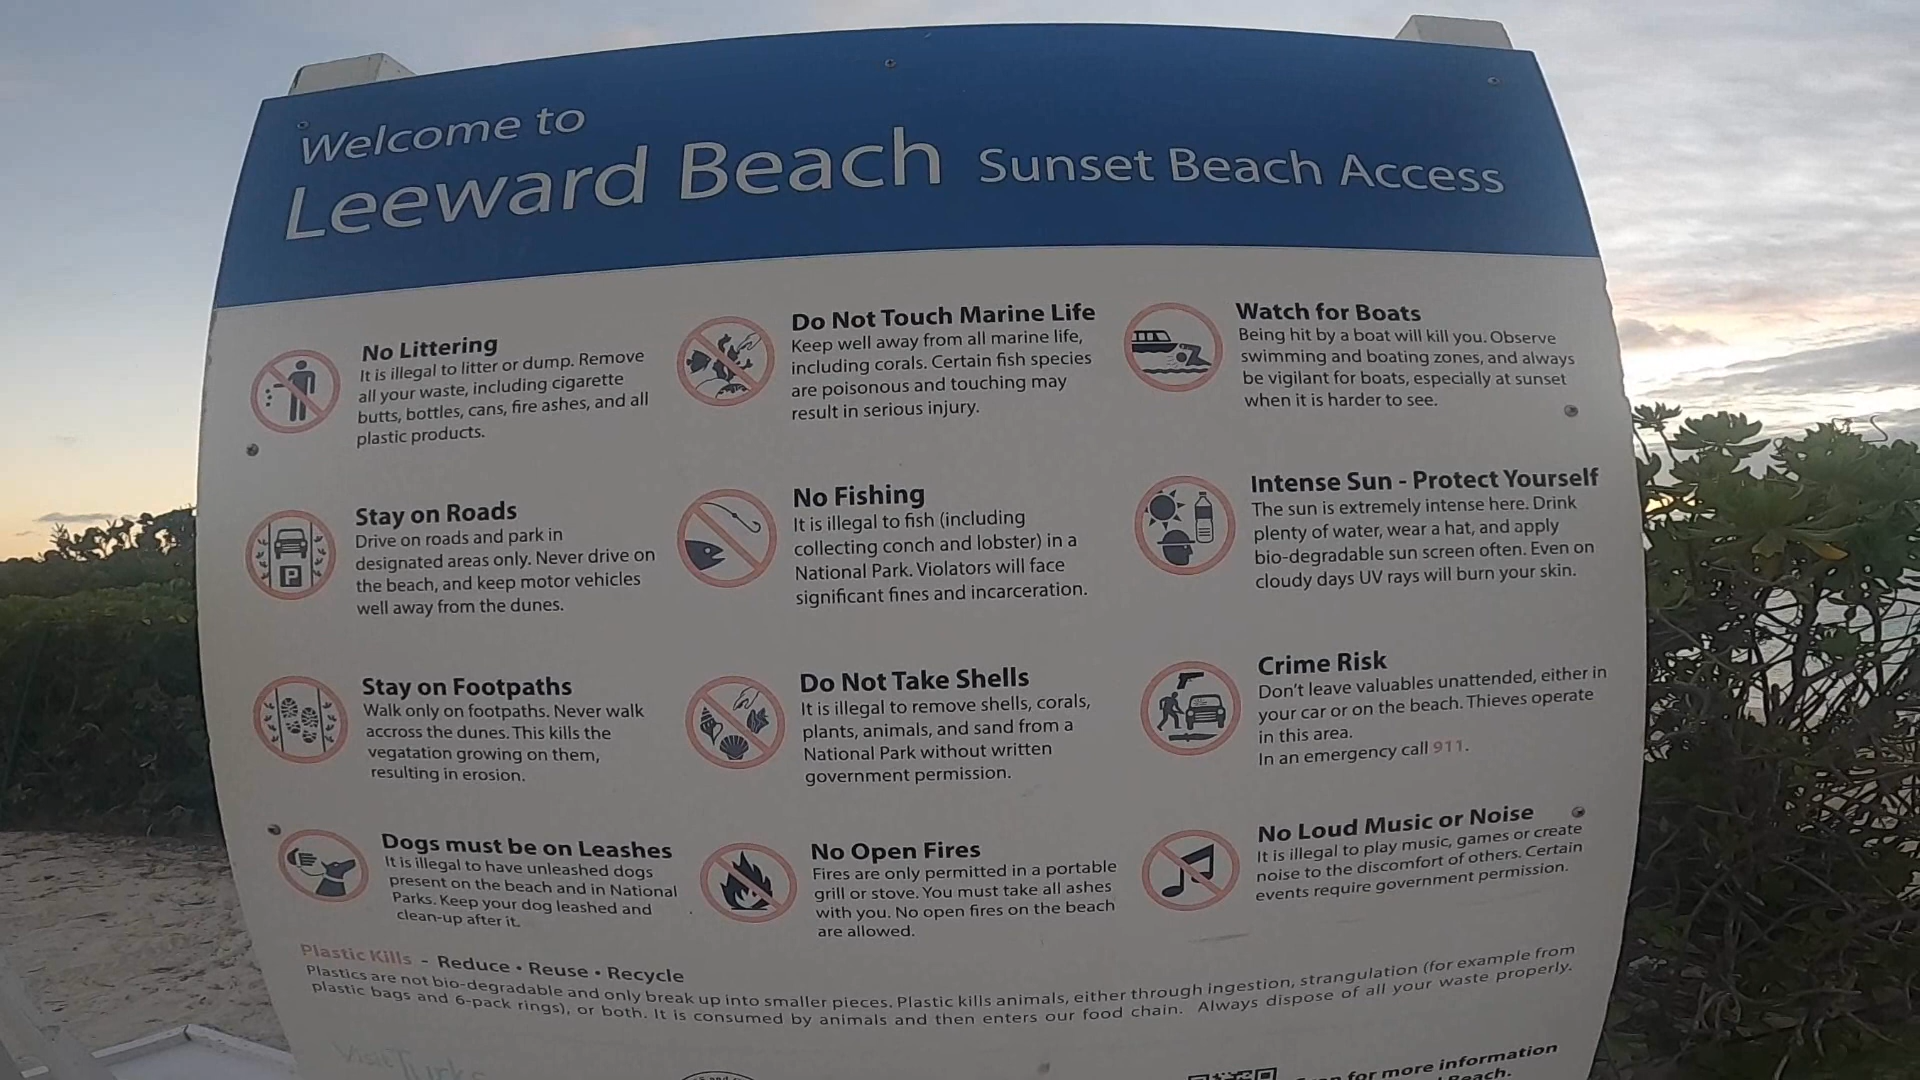 Welcome to
Leeward Beach Sunset Beach Access
No Littering
It is illegal to litter or dump. Remove
all your waste, including cigarette
butts, bottles, cans, fire ashes, and all
plastic products.
Do Not Touch Marine Life
Keep well away from all marine life,
including corals. Certain fish species
are poisonous and touching may
result in serious injury.
Watch for Boats
Being hit by a boat will kill you. Observe
swimming and boating zones, and always
be vigilant for boats, especially at sunset
when it is harder to see.
Stay on Roads
Drive on roads and park in
designated areas only. Never drive on
the beach, and keep motor vehicles
well away from the dunes.
P
No Fishing
It is illegal to fish (including
collecting conch and lobster) in a
National Park. Violators will face
significant fines and incarceration.
Intense Sun - Protect Yourself
The sun is extremely intense here. Drink
plenty of water, wear a hat, and apply
bio-degradable sun screen often. Even on
cloudy days UV rays will burn your skin.
Stay on Footpaths
Walk only on footpaths. Never walk
accross the dunes. This kills the
vegatation growing on them,
resulting in erosion.
Do Not Take Shells
It is illegal to remove shells, corals,
plants, animals, and sand from a
National Park without written
government permission.
Crime Risk
Don't leave valuables unattended, either in
your car or on the beach. Thieves operate
in this area.
In an emergency call 911.
Dogs must be on Leashes
It is illegal to have unleashed dogs
present on the beach and in National
Parks. Keep your dog leashed and
clean-up after it.
No Open Fires
Fires are only permitted in a portable
grill or stove. You must take all ashes
with you. No open fires on the beach
are allowed.
No Loud Music or Noise
It is illegal to play music, games or create
noise to the discomfort of others. Certain
events require government permission.
Plastic Kills - Reduce • Reuse • Recycle
Plastics are not bio-degradable and only break up into smaller pieces. Plastic kills animals, either through ingestion, strangulation (for example from
plastic bags and 6-pack rings), or both. It is consumed by animals and then enters our food chain. Always dispose of all your waste properly.
Visit Turks
for more information
Beach.